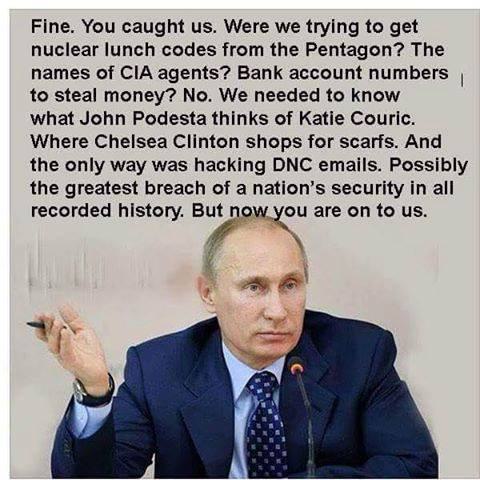 Fine. You caught us. Were we trying to get
nuclear lunch codes from the Pentagon? The
names of CIA agents? Bank account numbers
to steal money? No. We needed to know
what John Podesta thinks of Katie Couric.
Where Chelsea Clinton shops for scarfs. And
the only way was hacking DNC emails. Possibly
the greatest breach of a nation's security in all
recorded history. But now you are on to us.